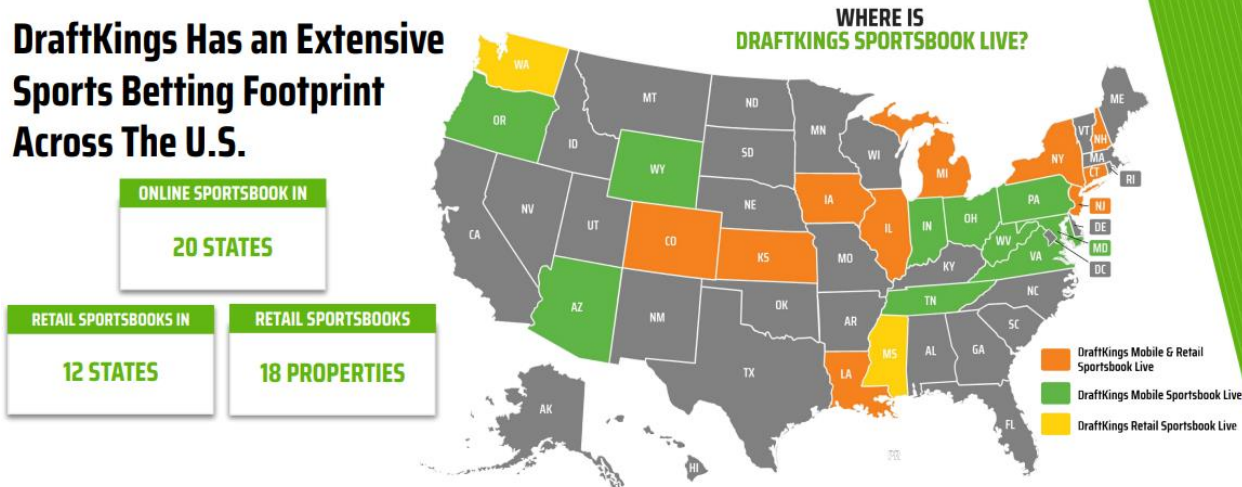 DraftKings Has an Extensive
Sports Betting Footprint
Across The U.S.
ONLINE SPORTSBOOK IN
20 STATES
RETAIL SPORTSBOOKS IN
12 STATES
RETAIL SPORTSBOOKS
18 PROPERTIES
WHERE IS
DRAFTKINGS SPORTSBOOK LIVE?
WA
OR
MT
ID
WY
ND
SD
NE
MN
WI
MI
IA
IL
IN
OH
PA
NY
VT
NH
ME
MA
CT
RI
NJ
DE
MD
DC
CA
NV
UT
CO
KS
MO
KY
WV
VA
AZ
NM
OK
AR
TN
NC
SC
TX
LA
MS
AL
GA
FL
AK
HI
DraftKings Mobile & Retail
Sportsbook Live
DraftKings Mobile Sportsbook Live
DraftKings Retail Sportsbook Live